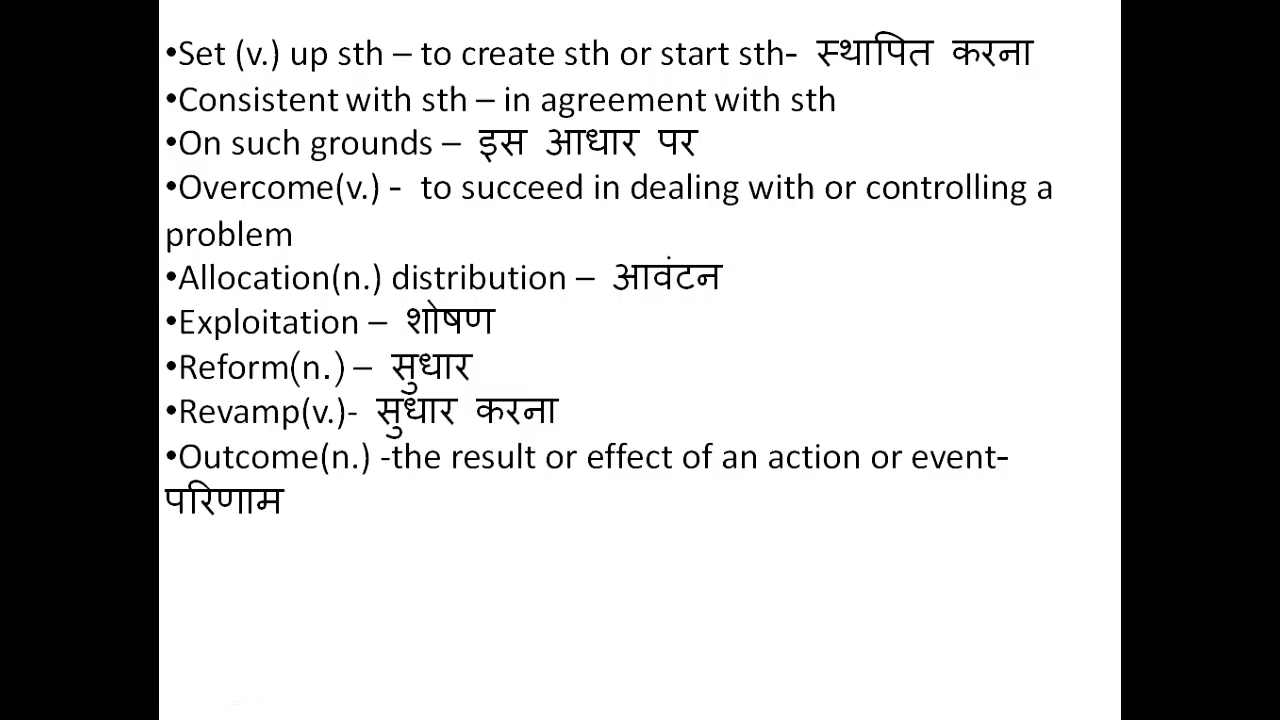 •Set (v.) up sth – to create sth or start sth- स्थापित करना
•Consistent with sth – in agreement with sth
•On such grounds – इस आधार पर
•Overcome(v.) - to succeed in dealing with or controlling a
problem
•Allocation(n.) distribution – आवंटन
•Exploitation – शोषण
•Reform(n.) – सुधार
•Revamp(v.)- सुधार करना
•Outcome(n.) -the result or effect of an action or event-
परिणाम